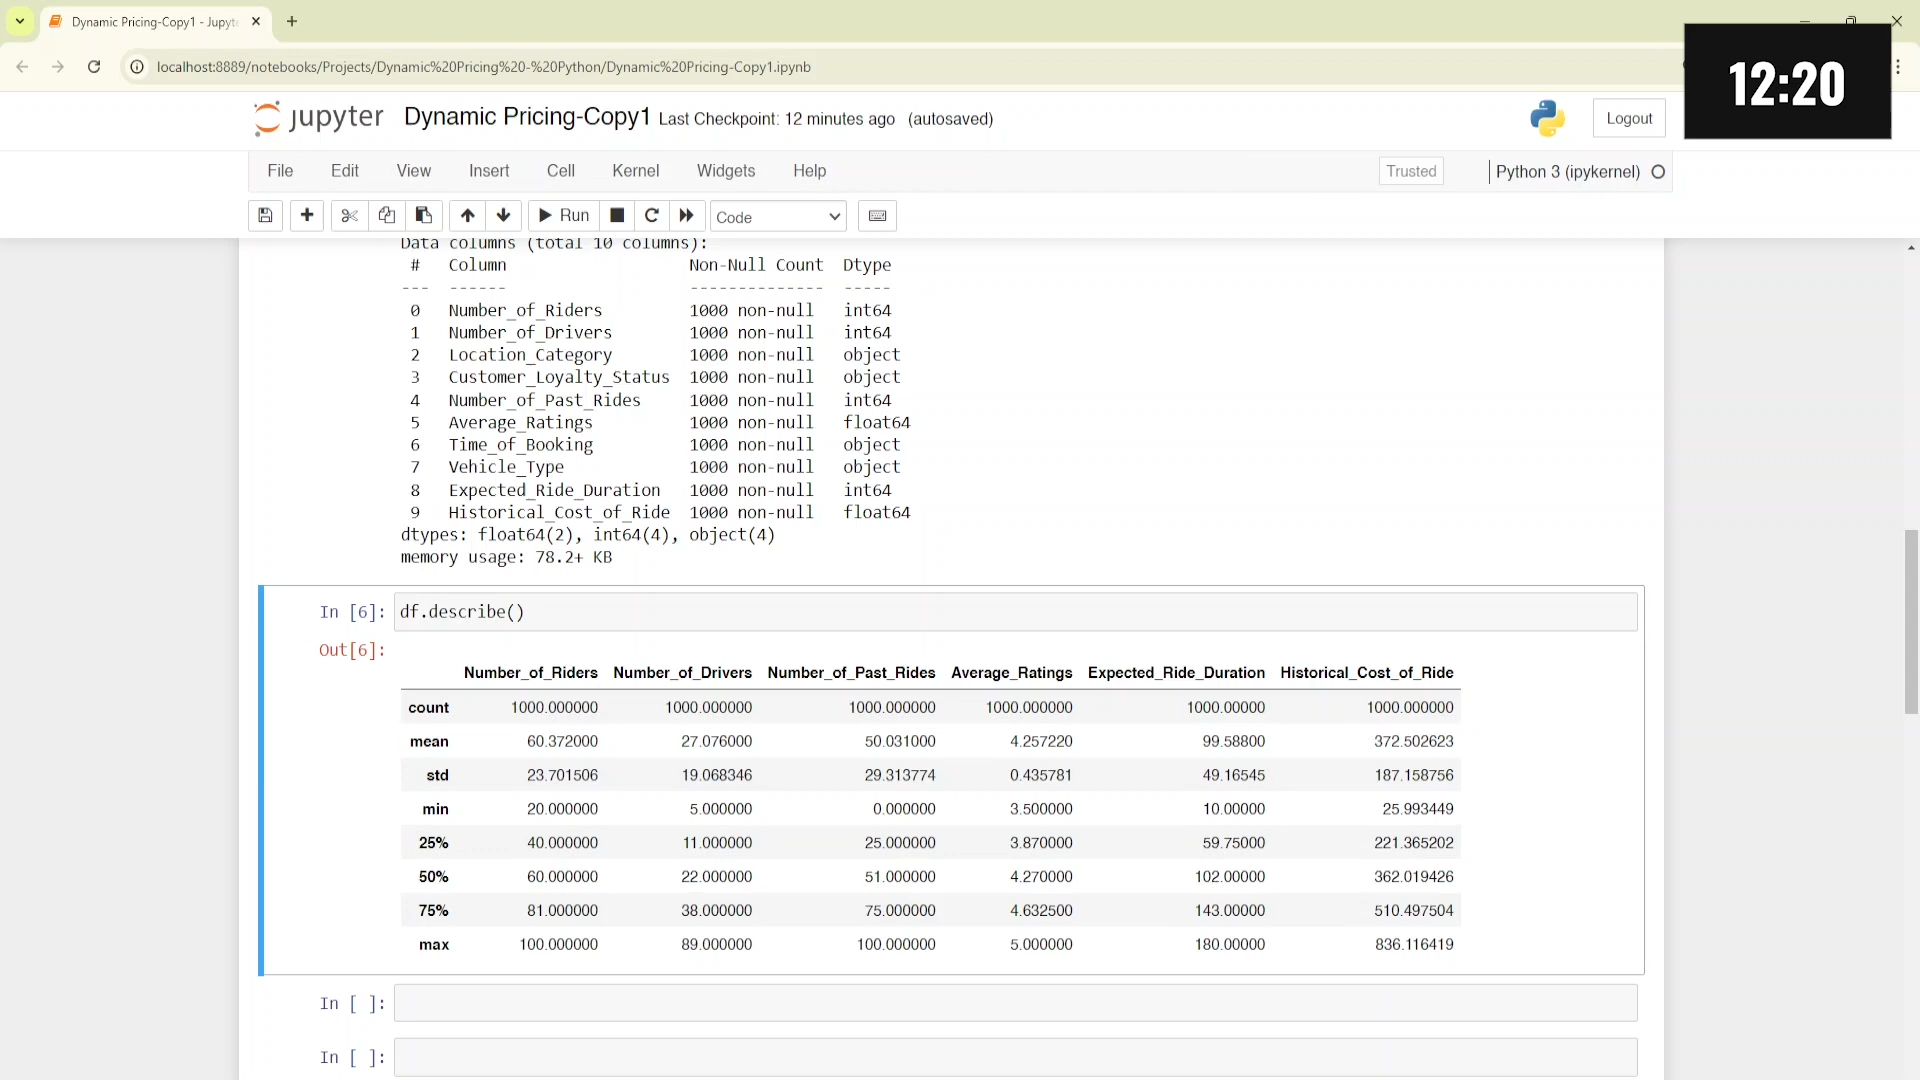 Dynamic Pricing-Copy1 - Jupyte
12:20
localhost:8889/notebooks/Projects/Dynamic%20Pricing%20-%20Python/Dynamic%20Pricing-Copy1.ipynb
jupyter Dynamic Pricing-Copy1 Last Checkpoint: 12 minutes ago (autosaved)
Logout
File Edit View Insert Cell Kernel Widgets Help
Trusted
Python 3 (ipykernel)
Run
Code
Data columns (total 10 columns):
# Column Non-Null Count Dtype
--- ------ -------------- -----
0 Number_of_Riders 1000 non-null int64
1 Number_of_Drivers 1000 non-null int64
2 Location_Category 1000 non-null object
3 Customer_Loyalty_Status 1000 non-null object
4 Number_of_Past_Rides 1000 non-null int64
5 Average_Ratings 1000 non-null float64
6 Time_of_Booking 1000 non-null object
7 Vehicle_Type 1000 non-null object
8 Expected_Ride_Duration 1000 non-null int64
9 Historical_Cost_of_Ride 1000 non-null float64
dtypes: float64(2), int64(4), object(4)
memory usage: 78.2+ KB
In [6]: df.describe()
Out[6]:
Number_of_Riders Number_of_Drivers Number_of_Past_Rides Average_Ratings Expected_Ride_Duration Historical_Cost_of_Ride
count 1000.000000 1000.000000 1000.000000 1000.000000 1000.00000 1000.000000
mean 60.372000 27.076000 50.031000 4.257220 99.58800 372.502623
std 23.701506 19.068346 29.313774 0.435781 49.16545 187.158756
min 20.000000 5.000000 0.000000 3.500000 10.00000 25.993449
25% 40.000000 11.000000 25.000000 3.870000 59.75000 221.365202
50% 60.000000 22.000000 51.000000 4.270000 102.00000 362.019426
75% 81.000000 38.000000 75.000000 4.632500 143.00000 510.497504
max 100.000000 89.000000 100.000000 5.000000 180.00000 836.116419
In [ ]:
In [ ]: